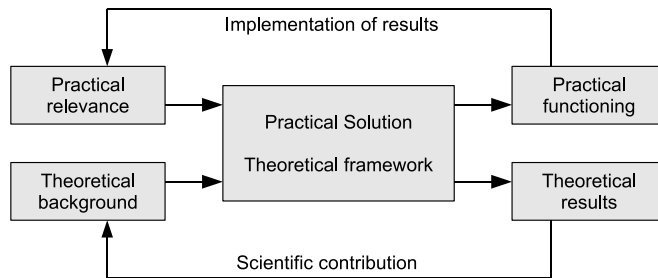 Implementation of results
Practical
relevance
Practical
functioning
Practical Solution
Theoretical framework
Theoretical
background
Theoretical
results
Scientific contribution